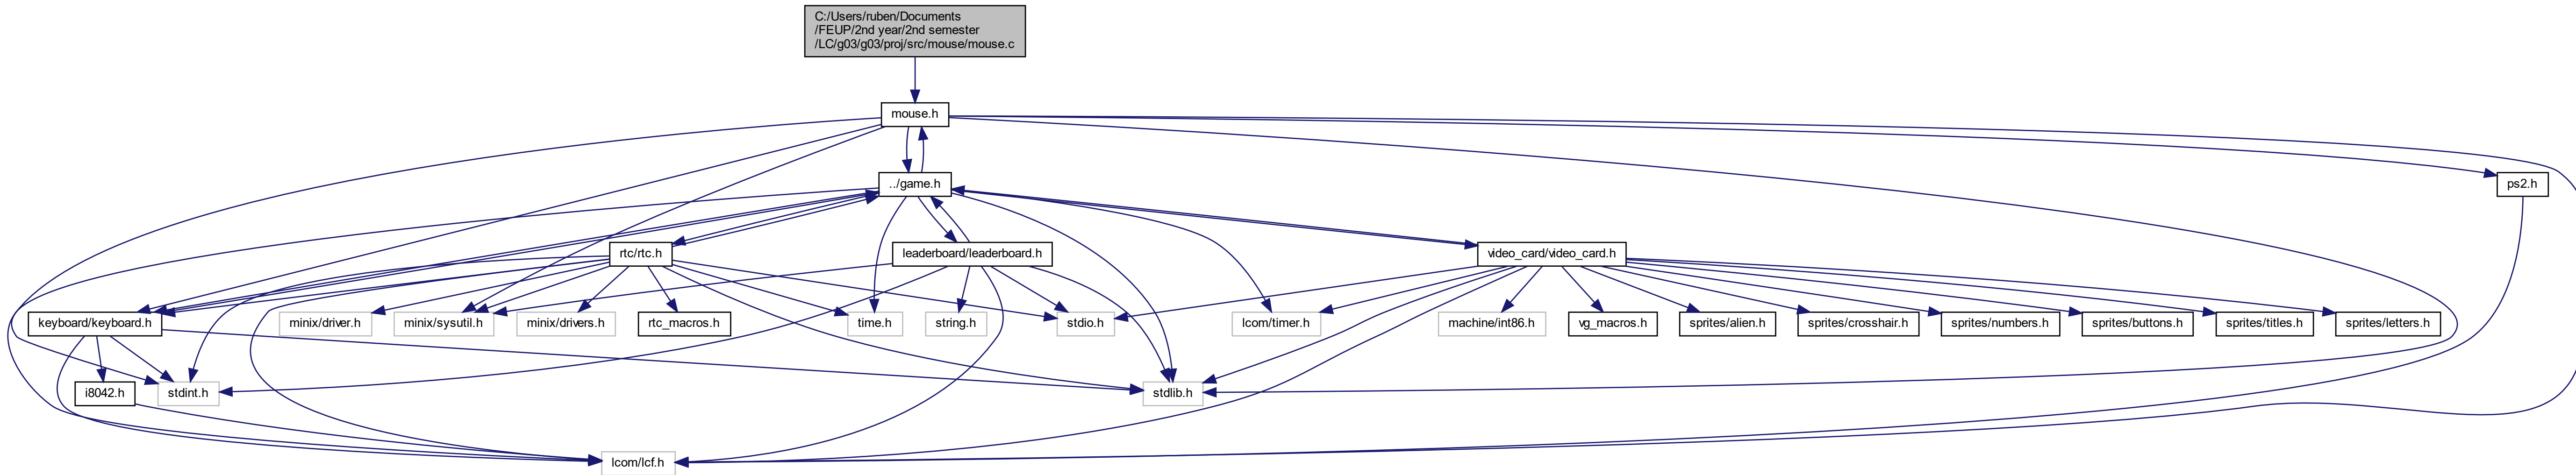 C:/Users/ruben/Documents
/FEUP/2nd year/2nd semester
/LC/g03/g03/proj/src/mouse/mouse.c
mouse.h
../game.h
ps2.h
rtc/rtc.h
leaderboard/leaderboard.h
video_card/video_card.h
keyboard/keyboard.h
minix/driver.h
minix/sysutil.h
minix/drivers.h
rtc_macros.h
time.h
string.h
stdio.h
lcom/timer.h
machine/int86.h
vg_macros.h
sprites/alien.h
sprites/crosshair.h
sprites/numbers.h
sprites/buttons.h
sprites/titles.h
sprites/letters.h
i8042.h
stdint.h
stdlib.h
lcom/lcf.h